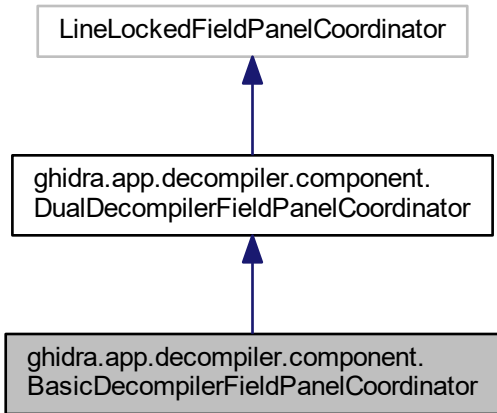 LineLockedFieldPanelCoordinator
ghidra.app.decompiler.component.
DualDecompilerFieldPanelCoordinator
ghidra.app.decompiler.component.
BasicDecompilerFieldPanelCoordinator